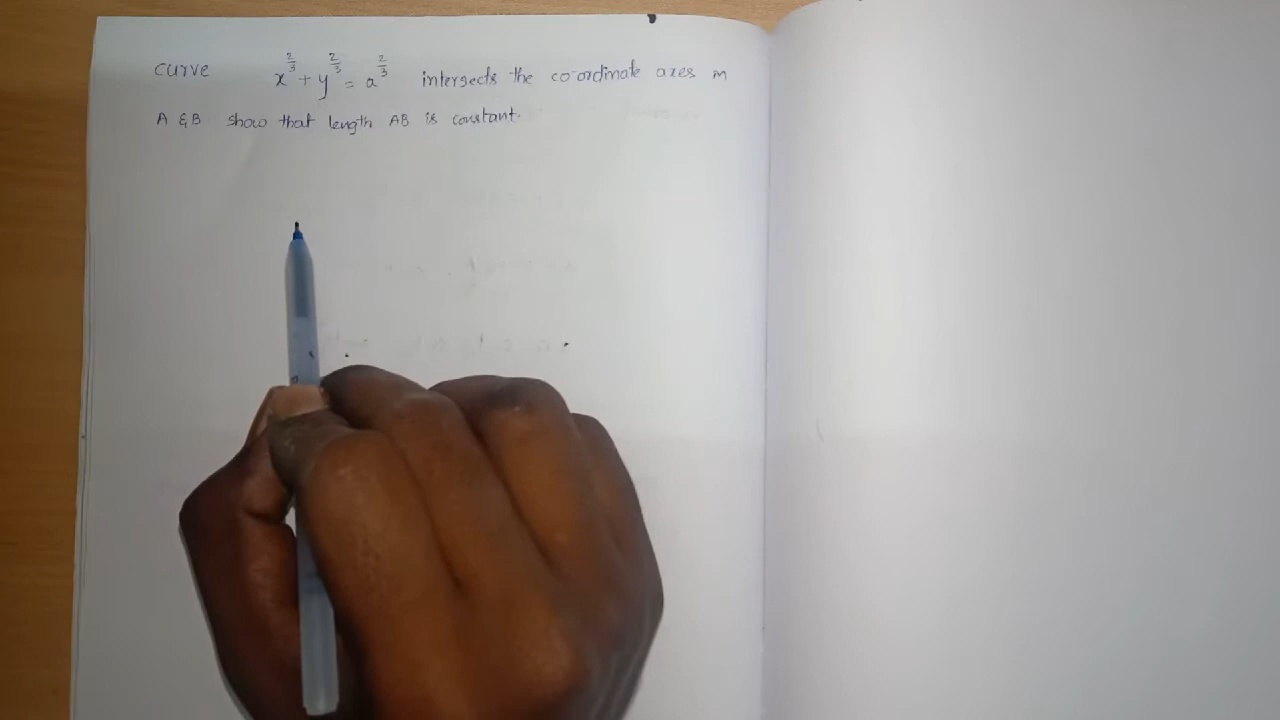 curve x^{2/3} + y^{2/3} = a^{2/3} intersects the co-ordinate axes in
A & B show that length AB is constant.